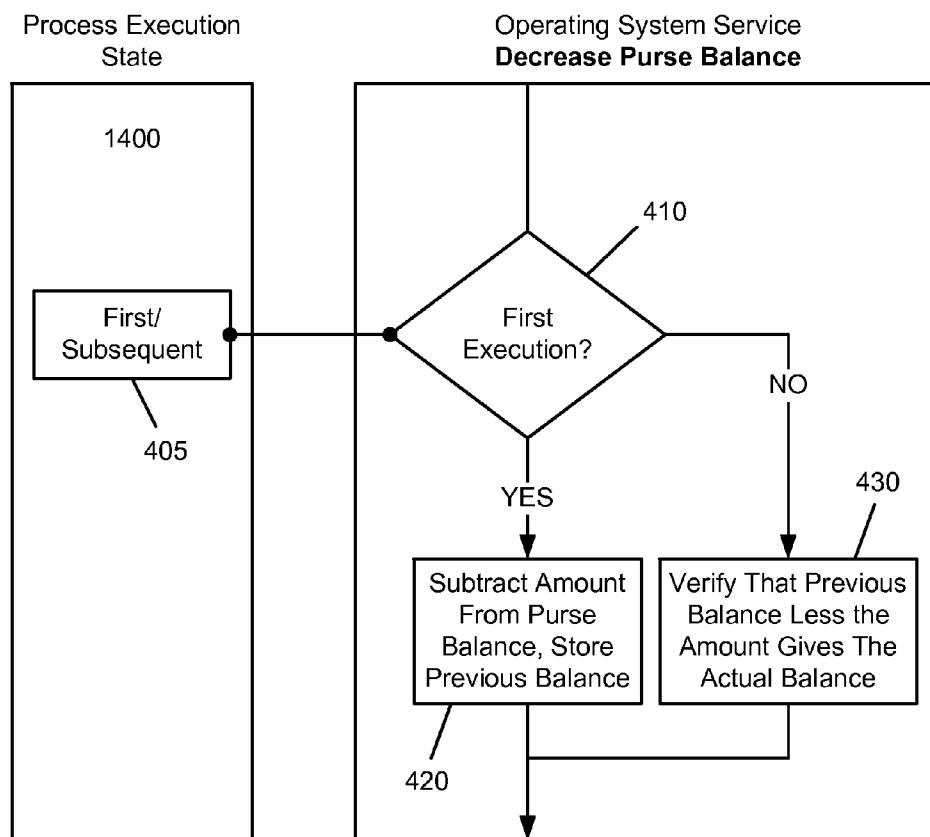 Process Execution
State
Operating System Service
Decrease Purse Balance
1400
410
First/
Subsequent
First
Execution?
NO
405
YES
430
Subtract Amount
From Purse
Balance, Store
Previous Balance
Verify That Previous
Balance Less the
Amount Gives The
Actual Balance
420